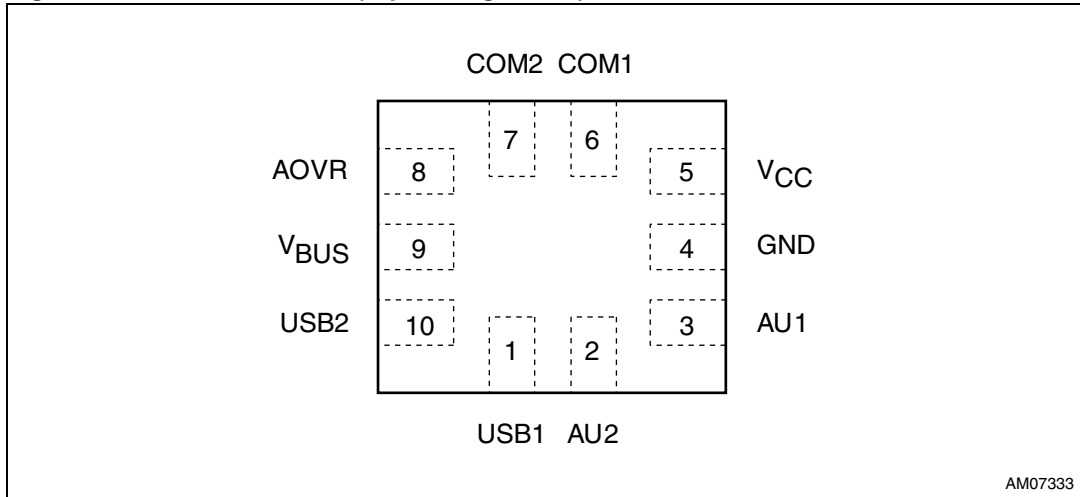 COM2 COM1
7 6
AOVR 8 5 VCC
VBUS 9 4 GND
USB2 10 3 AU1
1 2
USB1 AU2
AM07333